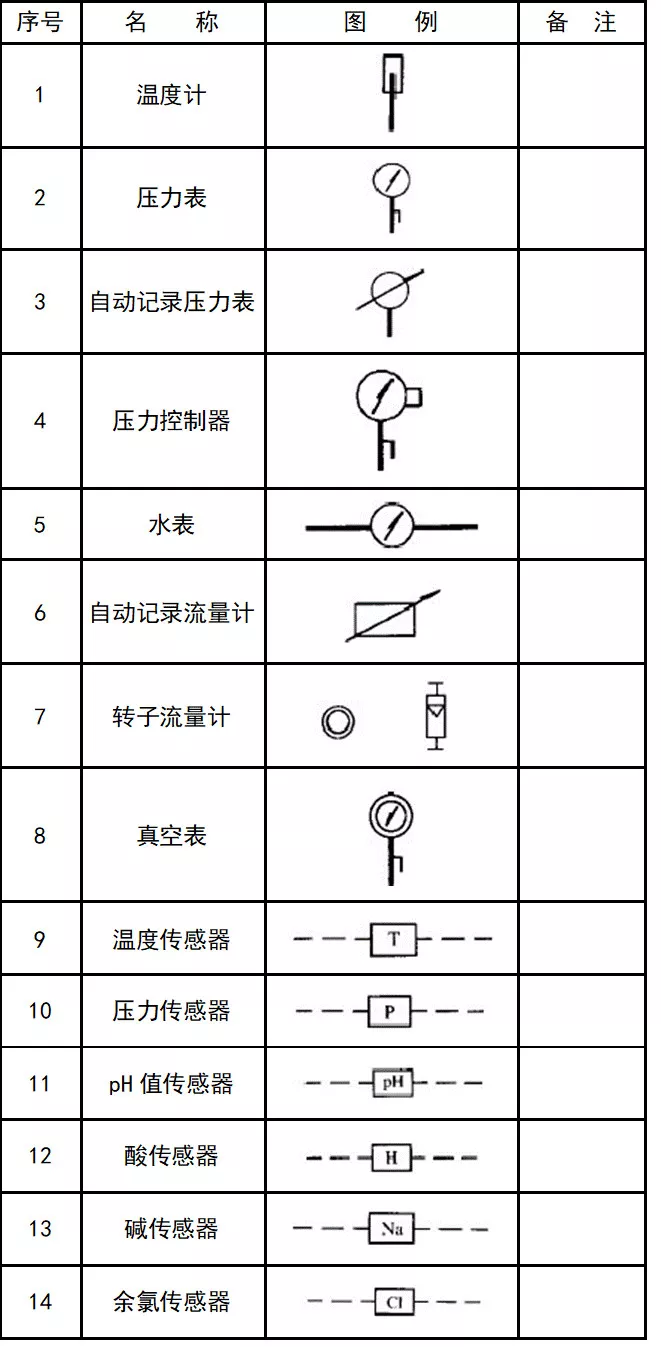 序号 名 称 图 例 备 注
1 温度计
2 压力表
3 自动记录压力表
4 压力控制器
5 水表
6 自动记录流量计
7 转子流量计
8 真空表
9 温度传感器 T
10 压力传感器 P
11 pH值传感器 pH
12 酸传感器 H
13 碱传感器 Na
14 余氯传感器 Cl